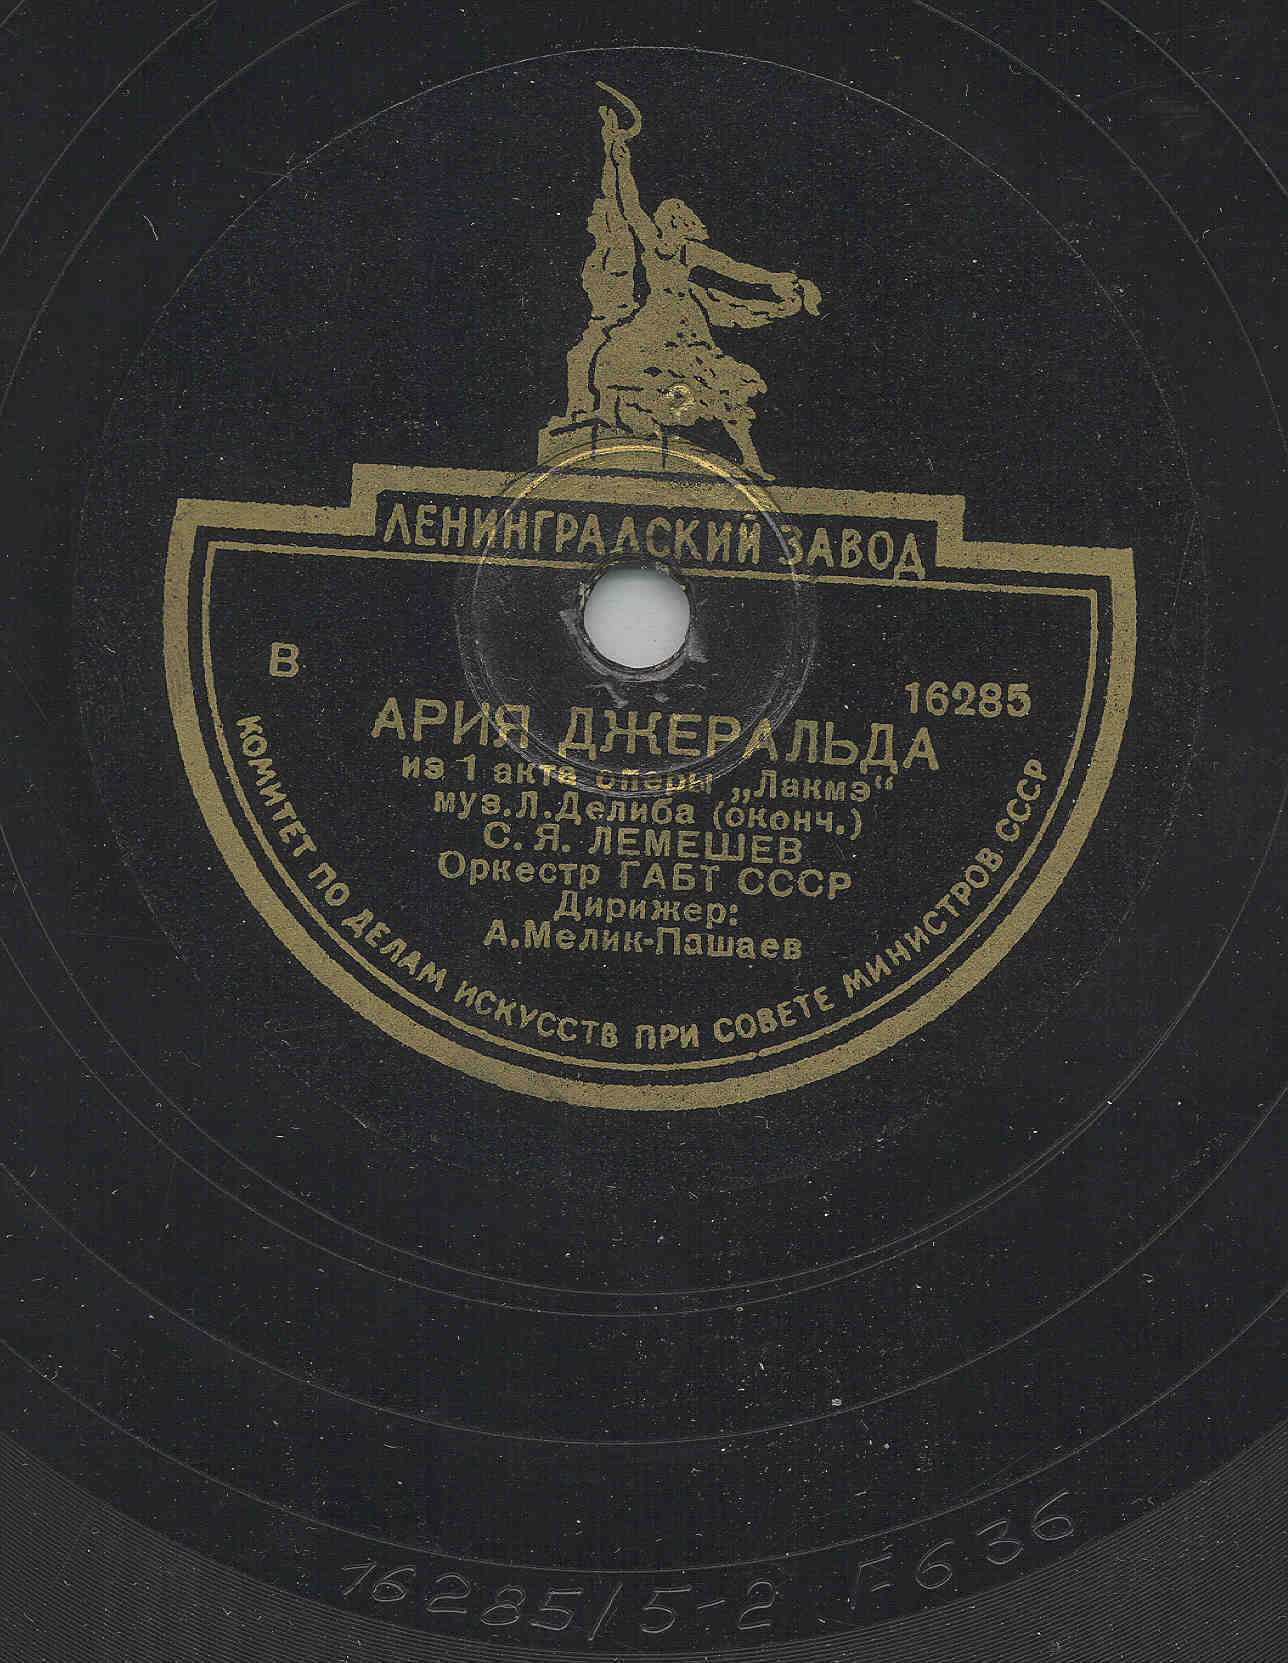 ЛЕНИНГРАДСКИЙ ЗАВОД
В
16285
АРИЯ ДЖЕРАЛЬДА
из 1 акта оперы „Лакмэ“
муз.Л.Делиба (оконч.)
С. Я. ЛЕМЕШЕВ
Оркестр ГАБТ СССР
Дирижер:
А.Мелик-Пашаев
КОМИТЕТ ПО ДЕЛАМ ИСКУССТВ ПРИ СОВЕТЕ МИНИСТРОВ СССР
16285/5-2 F636